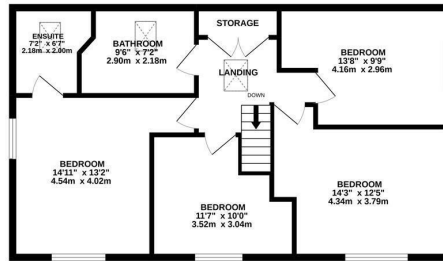 ENSUITE
7'2" x 6'7"
2.18m x 2.00m
BATHROOM
9'6" x 7'2"
2.90m x 2.18m
STORAGE
LANDING
DOWN
BEDROOM
13'8" x 9'9"
4.16m x 2.96m
BEDROOM
14'11" x 13'2"
4.54m x 4.02m
BEDROOM
11'7" x 10'0"
3.52m x 3.04m
BEDROOM
14'3" x 12'5"
4.34m x 3.79m